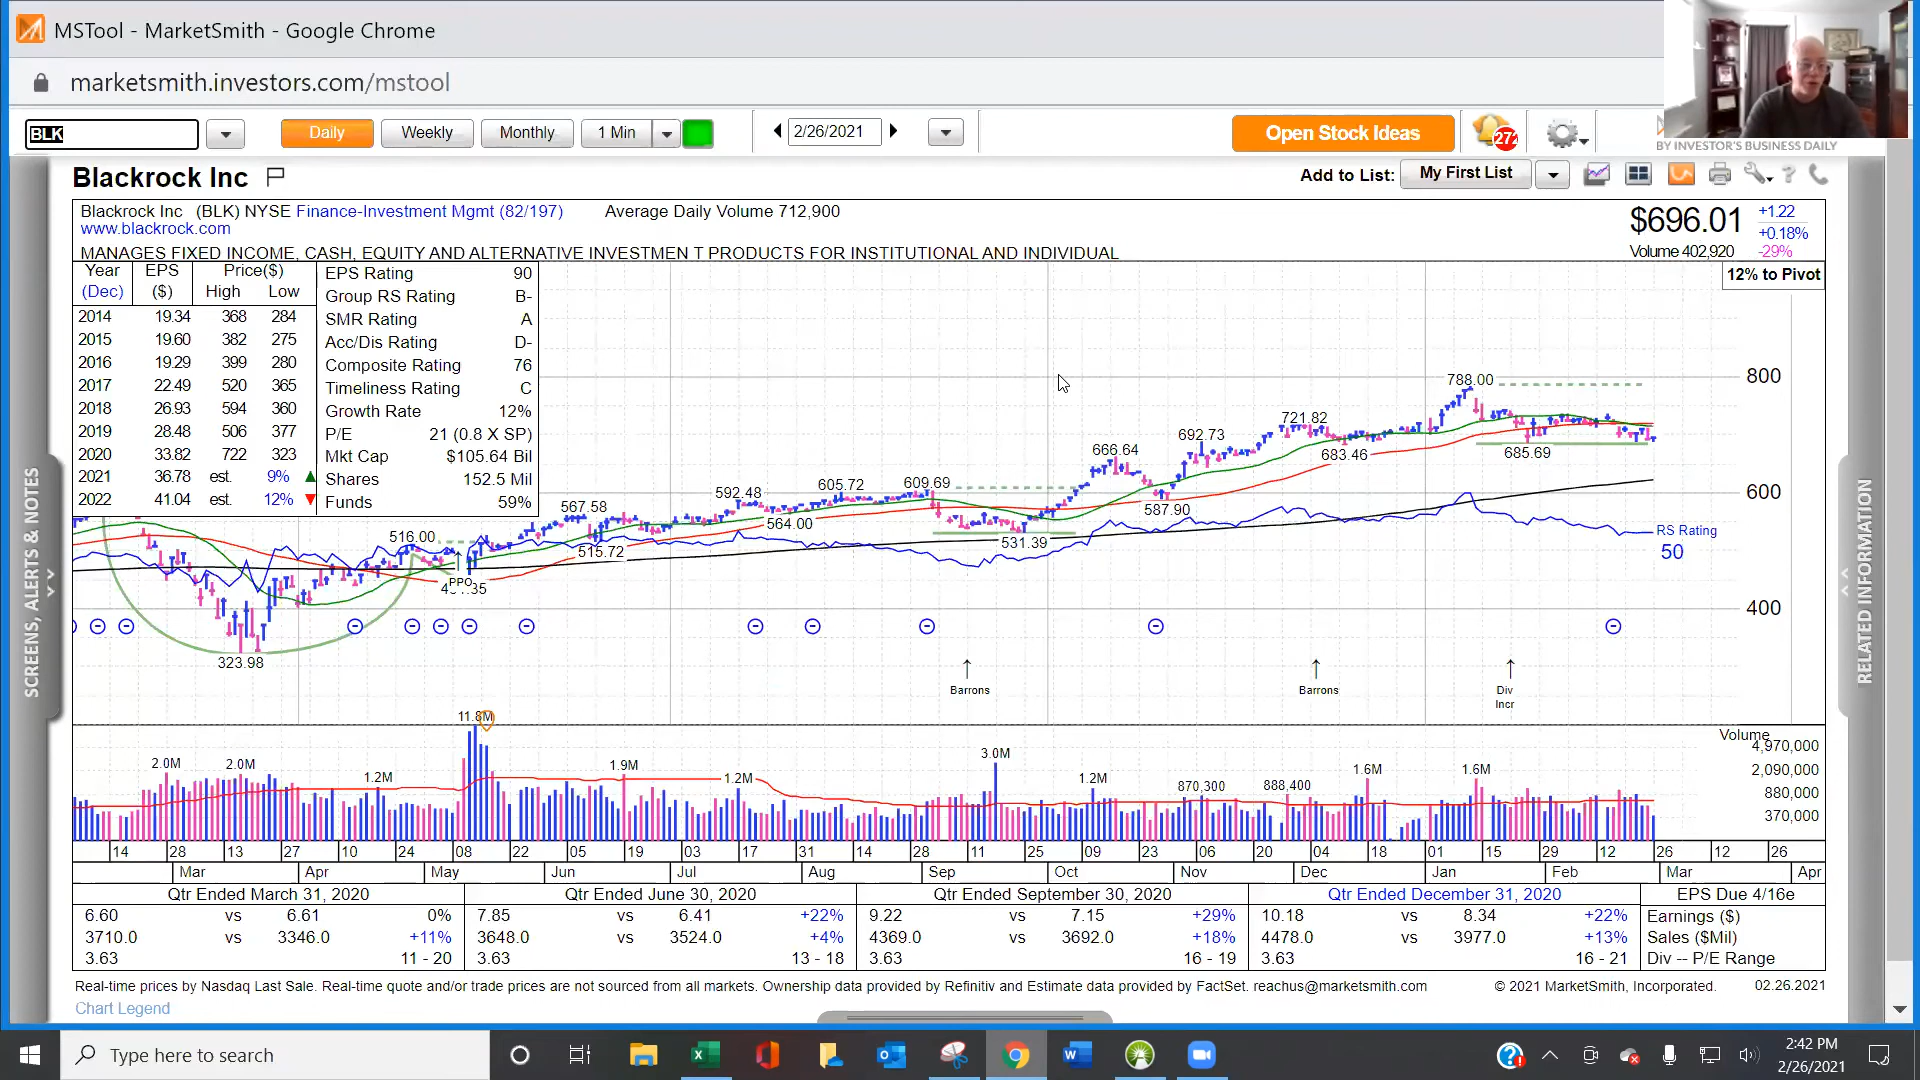 MSTool - MarketSmith - Google Chrome
marketsmith.investors.com/mstool
BLK
Daily
Weekly
Monthly
1 Min
2/26/2021
Open Stock Ideas
272
BY INVESTOR'S BUSINESS DAILY
Blackrock Inc
Add to List:
My First List
Blackrock Inc (BLK) NYSE Finance-Investment Mgmt (82/197) Average Daily Volume 712,900
www.blackrock.com
MANAGES FIXED INCOME, CASH, EQUITY AND ALTERNATIVE INVESTMEN T PRODUCTS FOR INSTITUTIONAL AND INDIVIDUAL
$696.01 +1.22
+0.18%
Volume 402,920 -29%
12% to Pivot
Year EPS Price($)
(Dec) ($) High Low
2014 19.34 368 284
2015 19.60 382 275
2016 19.29 399 280
2017 22.49 520 365
2018 26.93 594 360
2019 28.48 506 377
2020 33.82 722 323
2021 36.78 est. 9%
2022 41.04 est. 12%
EPS Rating 90
Group RS Rating B-
SMR Rating A
Acc/Dis Rating D-
Composite Rating 76
Timeliness Rating C
Growth Rate 12%
P/E 21 (0.8 X SP)
Mkt Cap $105.64 Bil
Shares 152.5 Mil
Funds 59%
800
600
400
788.00
721.82
692.73
666.64
683.46
685.69
609.69
605.72
592.48
587.90
567.58
564.00
531.39
516.00
515.72
PPO
323.98
RS Rating
50
Barrons
Barrons
Div
Incr
SCREENS, ALERTS & NOTES
RELATED INFORMATION
11.8M
2.0M
2.0M
1.2M
1.9M
1.2M
3.0M
1.2M
870,300
888,400
1.6M
1.6M
Volume
4,970,000
2,090,000
880,000
370,000
14 28 13 27 10 24 08 22 05 19 03 17 31 14 28 11 25 09 23 06 20 04 18 01 15 29 12 26 12 26
Mar Apr May Jun Jul Aug Sep Oct Nov Dec Jan Feb Mar Apr
Qtr Ended March 31, 2020 Qtr Ended June 30, 2020 Qtr Ended September 30, 2020 Qtr Ended December 31, 2020 EPS Due 4/16e
6.60 vs 6.61 0% 7.85 vs 6.41 +22% 9.22 vs 7.15 +29% 10.18 vs 8.34 +22% Earnings ($)
3710.0 vs 3346.0 +11% 3648.0 vs 3524.0 +4% 4369.0 vs 3692.0 +18% 4478.0 vs 3977.0 +13% Sales ($Mil)
3.63 11 - 20 3.63 13 - 18 3.63 16 - 19 3.63 16 - 21 Div -- P/E Range
Real-time prices by Nasdaq Last Sale. Real-time quote and/or trade prices are not sourced from all markets. Ownership data provided by Refinitiv and Estimate data provided by FactSet. reachus@marketsmith.com © 2021 MarketSmith, Incorporated. 02.26.2021
Chart Legend
Type here to search
2:42 PM
2/26/2021